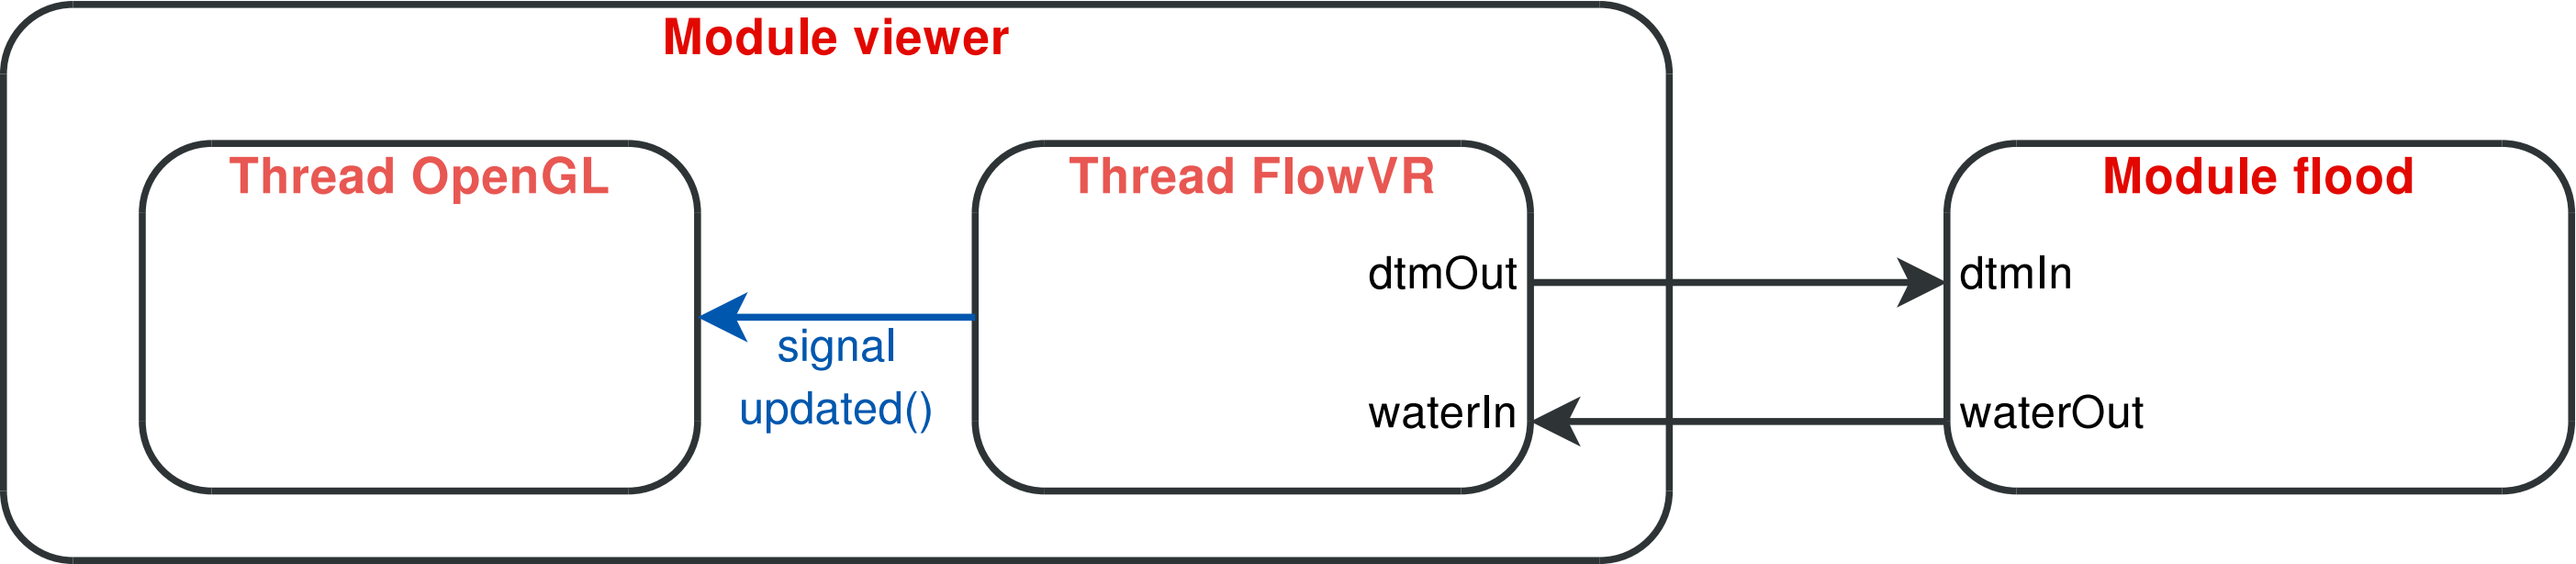 Module viewer
Thread OpenGL
signal
updated()
Thread FlowVR
dtmOut
waterIn
Module flood
dtmIn
waterOut